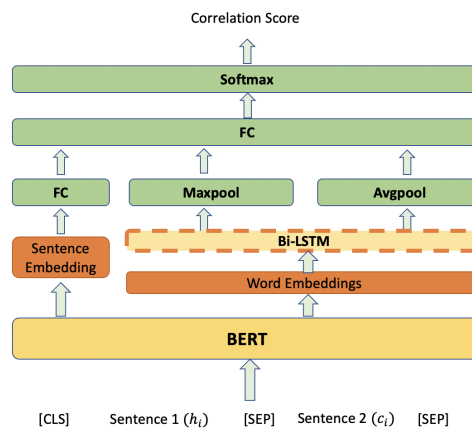 Correlation Score
Softmax
FC
FC Maxpool Avgpool
Bi-LSTM
Sentence
Embedding
Word Embeddings
BERT
[CLS] Sentence 1 (hᵢ) [SEP] Sentence 2 (cᵢ) [SEP]